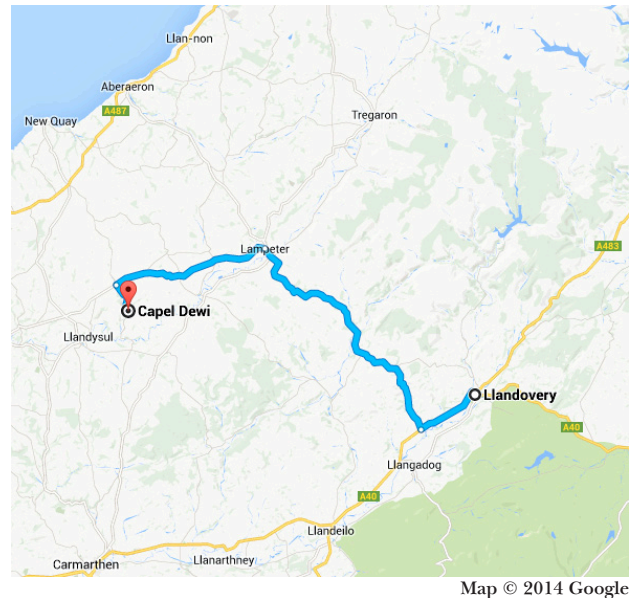 Llan-non
Aberaeron
A487
Tregaron
New Quay
Lampeter
A483
Capel Dewi
Llandysul
Llandovery
A40
Llangadog
A40
Llandeilo
Llanarthney
Carmarthen
Map © 2014 Google